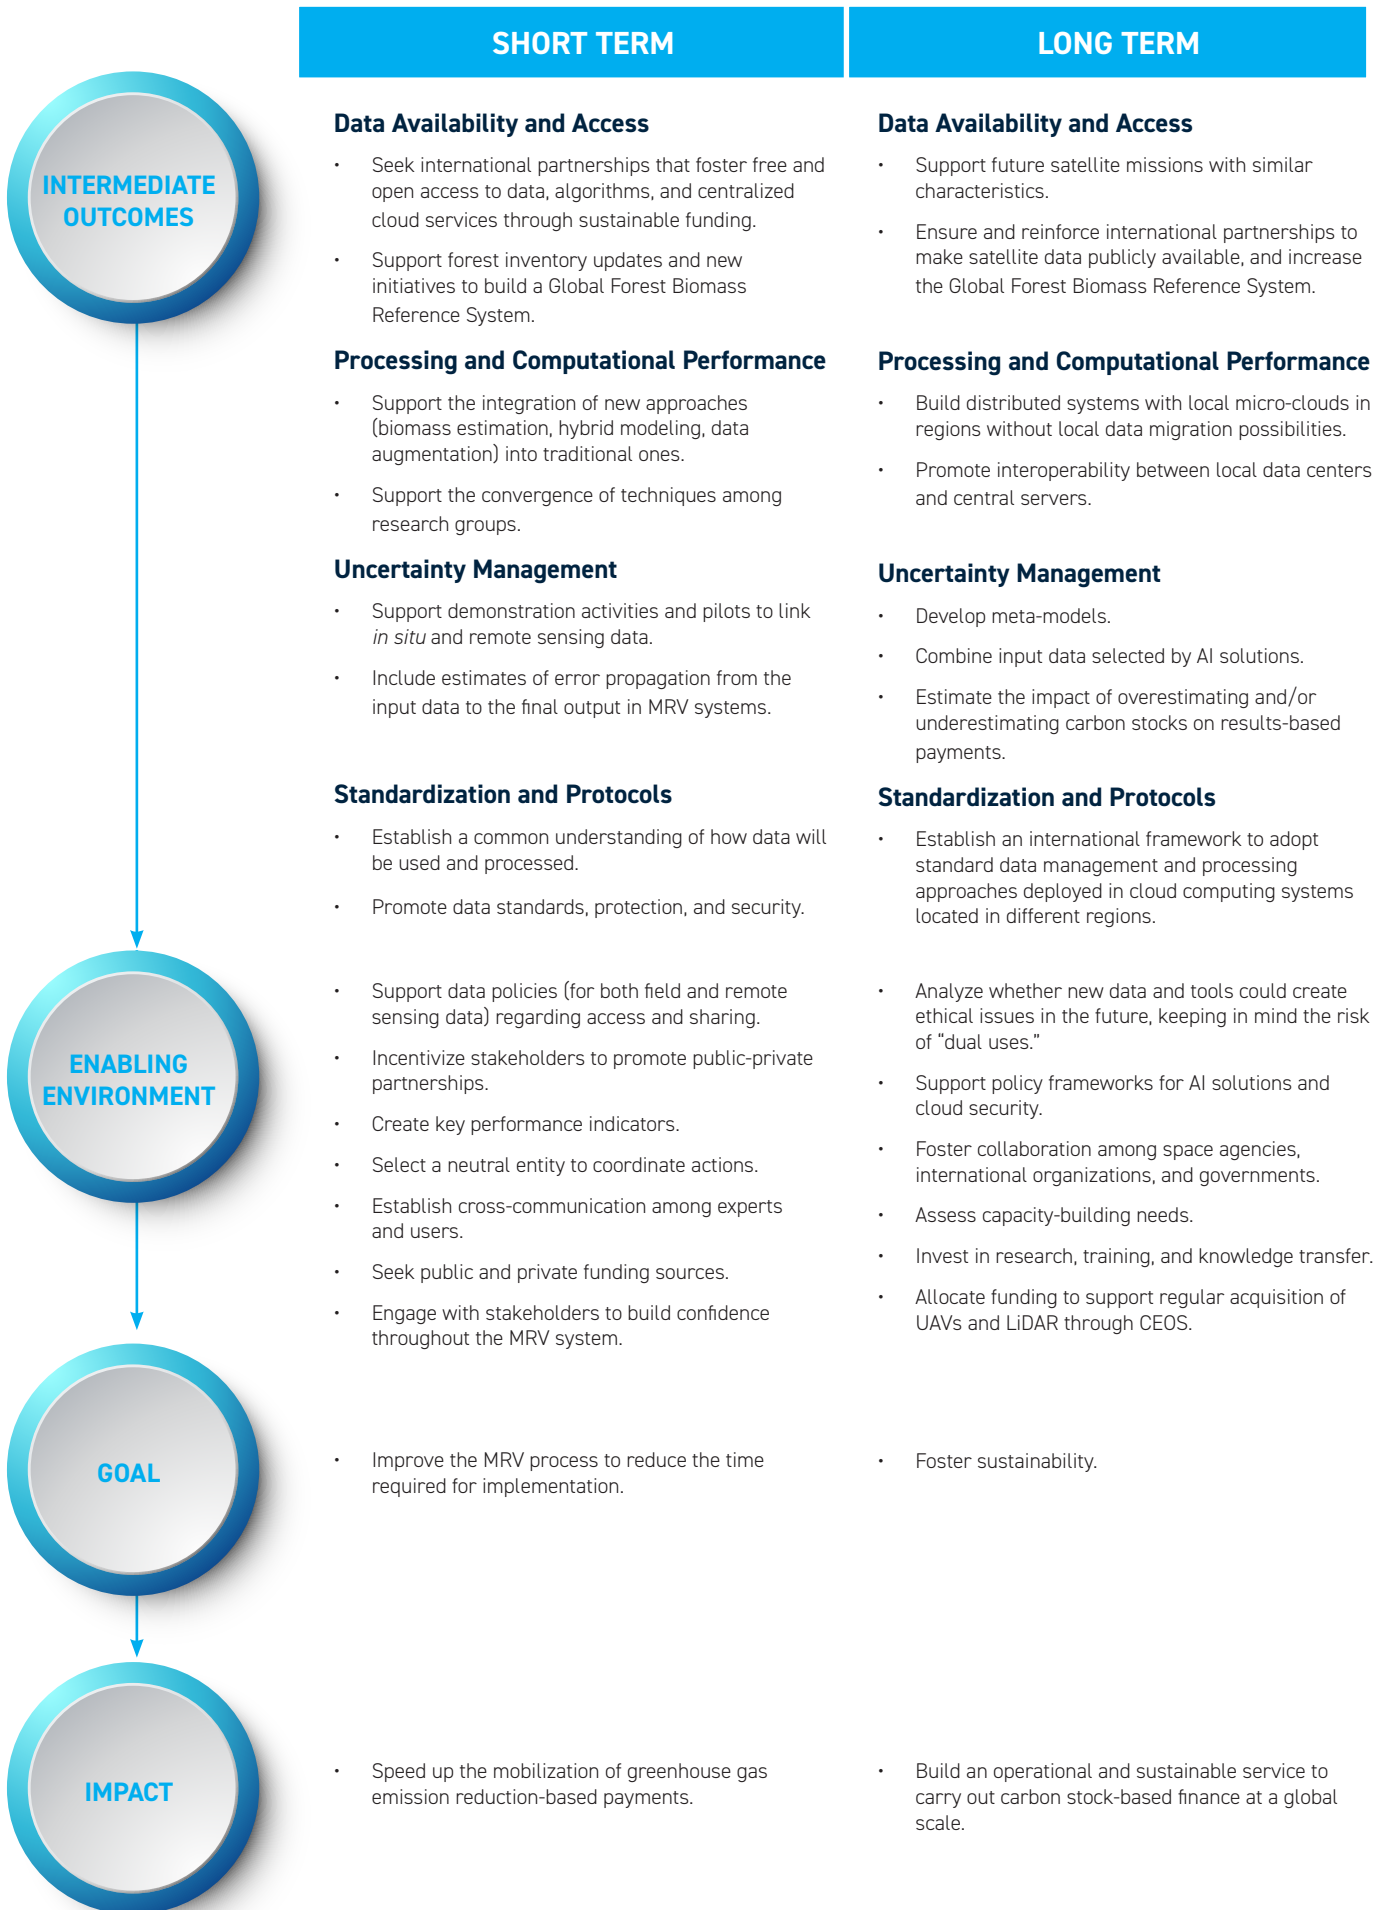 SHORT TERM
LONG TERM
INTERMEDIATE
OUTCOMES
Data Availability and Access
• Seek international partnerships that foster free and
open access to data, algorithms, and centralized
cloud services through sustainable funding.
• Support forest inventory updates and new
initiatives to build a Global Forest Biomass
Reference System.
Processing and Computational Performance
• Support the integration of new approaches
(biomass estimation, hybrid modeling, data
augmentation) into traditional ones.
• Support the convergence of techniques among
research groups.
Uncertainty Management
• Support demonstration activities and pilots to link
in situ and remote sensing data.
• Include estimates of error propagation from the
input data to the final output in MRV systems.
Standardization and Protocols
• Establish a common understanding of how data will
be used and processed.
• Promote data standards, protection, and security.
Data Availability and Access
• Support future satellite missions with similar
characteristics.
• Ensure and reinforce international partnerships to
make satellite data publicly available, and increase
the Global Forest Biomass Reference System.
Processing and Computational Performance
• Build distributed systems with local micro-clouds in
regions without local data migration possibilities.
• Promote interoperability between local data centers
and central servers.
Uncertainty Management
• Develop meta-models.
• Combine input data selected by AI solutions.
• Estimate the impact of overestimating and/or
underestimating carbon stocks on results-based
payments.
Standardization and Protocols
• Establish an international framework to adopt
standard data management and processing
approaches deployed in cloud computing systems
located in different regions.
ENABLING
ENVIRONMENT
• Support data policies (for both field and remote
sensing data) regarding access and sharing.
• Incentivize stakeholders to promote public-private
partnerships.
• Create key performance indicators.
• Select a neutral entity to coordinate actions.
• Establish cross-communication among experts
and users.
• Seek public and private funding sources.
• Engage with stakeholders to build confidence
throughout the MRV system.
• Analyze whether new data and tools could create
ethical issues in the future, keeping in mind the risk
of “dual uses.”
• Support policy frameworks for AI solutions and
cloud security.
• Foster collaboration among space agencies,
international organizations, and governments.
• Assess capacity-building needs.
• Invest in research, training, and knowledge transfer.
• Allocate funding to support regular acquisition of
UAVs and LiDAR through CEOS.
GOAL
• Improve the MRV process to reduce the time
required for implementation.
• Foster sustainability.
IMPACT
• Speed up the mobilization of greenhouse gas
emission reduction-based payments.
• Build an operational and sustainable service to
carry out carbon stock-based finance at a global
scale.